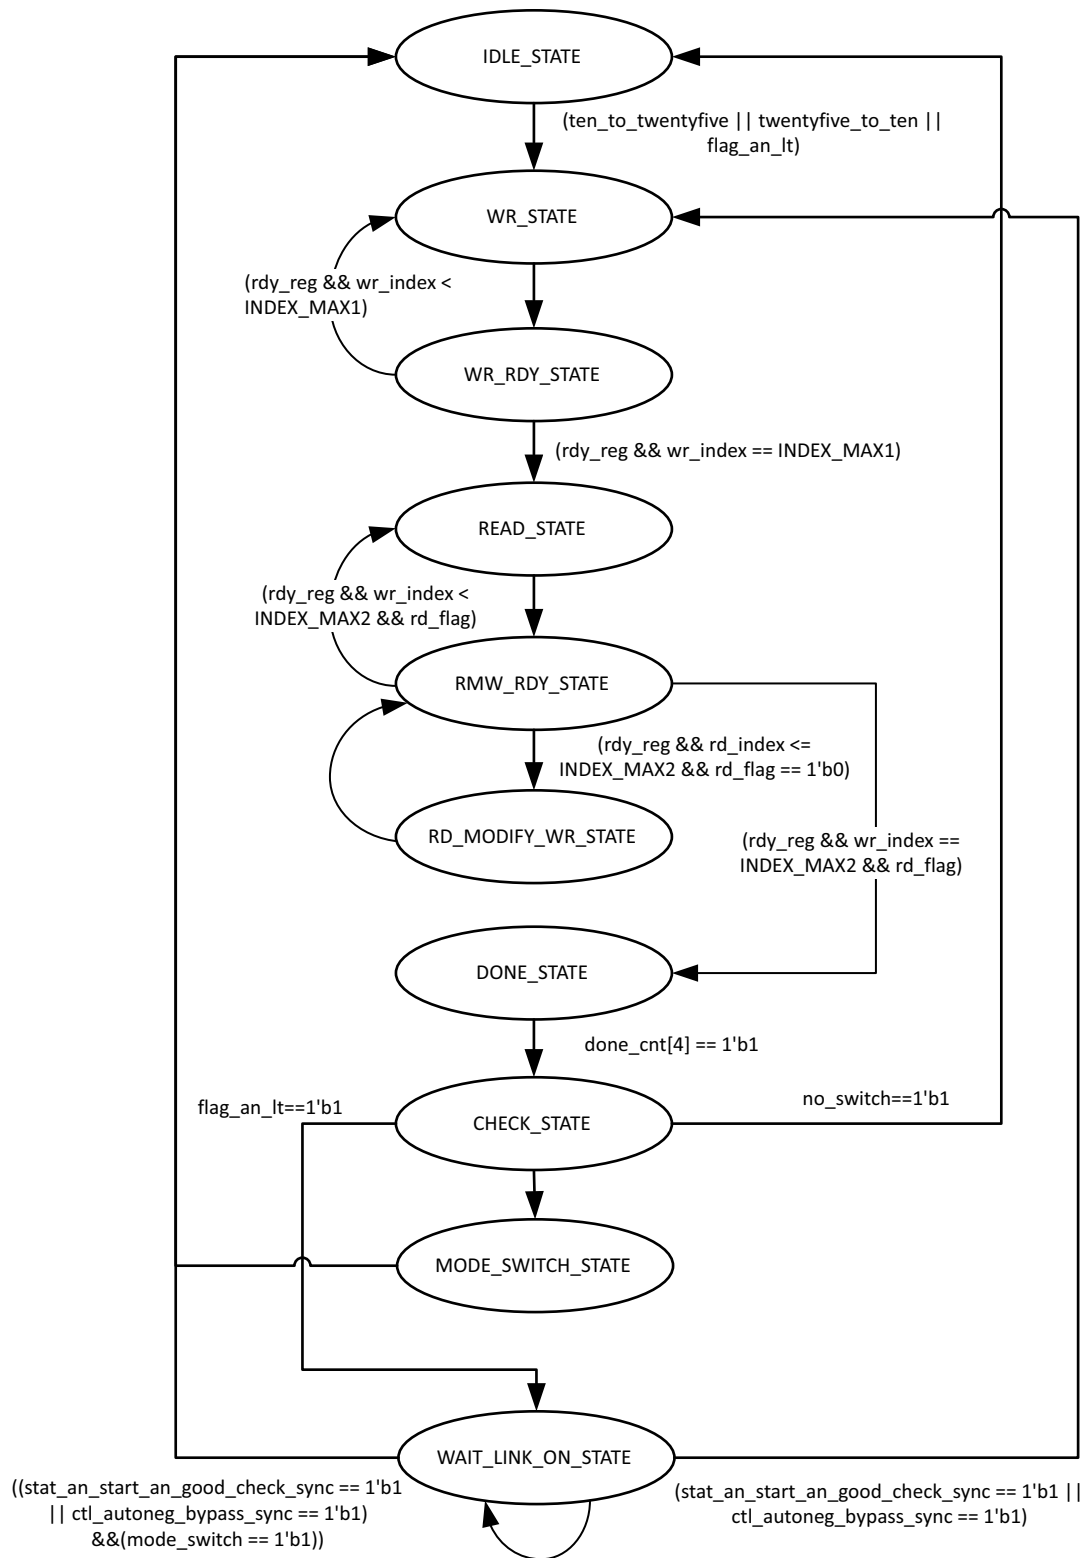 IDLE_STATE
(ten_to_twentyfive || twentyfive_to_ten ||
flag_an_lt)
WR_STATE
(rdy_reg && wr_index <
INDEX_MAX1)
WR_RDY_STATE
(rdy_reg && wr_index == INDEX_MAX1)
READ_STATE
(rdy_reg && wr_index <
INDEX_MAX2 && rd_flag)
RMW_RDY_STATE
(rdy_reg && rd_index <=
INDEX_MAX2 && rd_flag == 1'b0)
RD_MODIFY_WR_STATE
(rdy_reg && wr_index ==
INDEX_MAX2 && rd_flag)
DONE_STATE
done_cnt[4] == 1'b1
flag_an_lt==1'b1
no_switch==1'b1
CHECK_STATE
MODE_SWITCH_STATE
WAIT_LINK_ON_STATE
((stat_an_start_an_good_check_sync == 1'b1
|| ctl_autoneg_bypass_sync == 1'b1)
&&(mode_switch == 1'b1))
(stat_an_start_an_good_check_sync == 1'b1 ||
ctl_autoneg_bypass_sync == 1'b1)